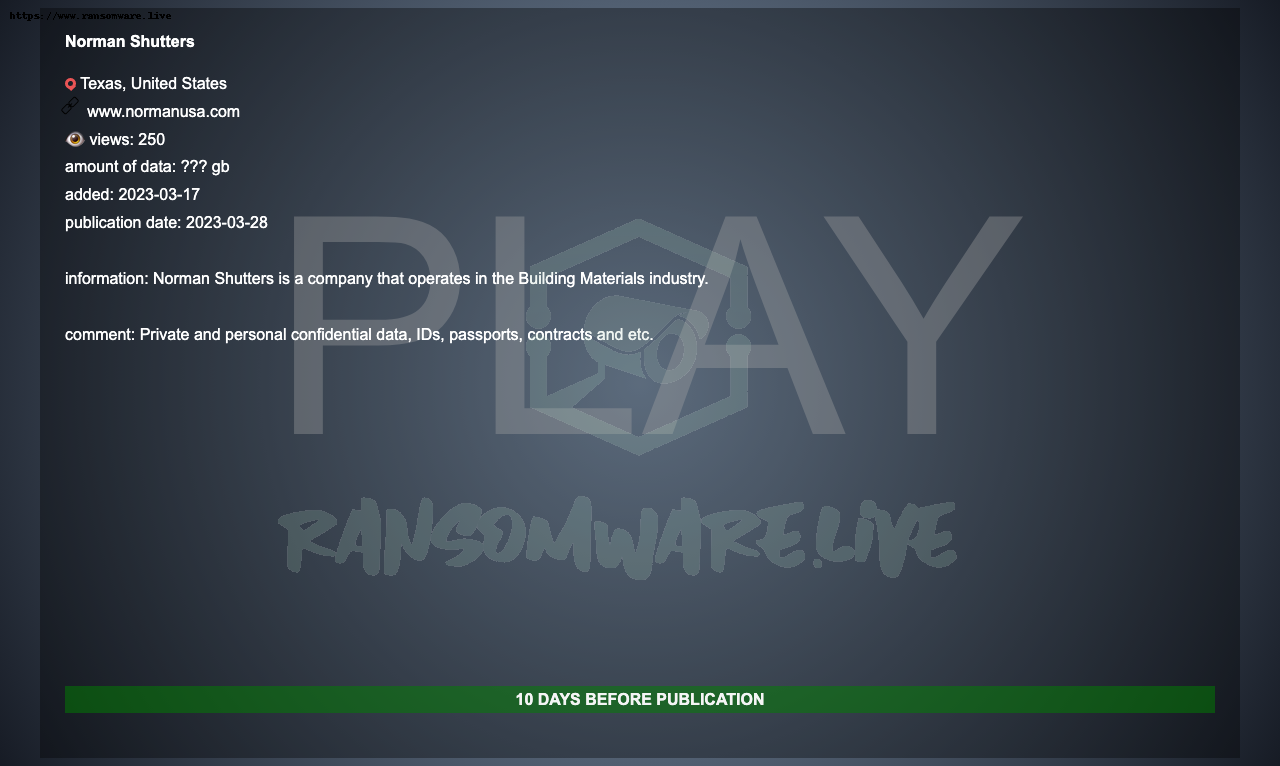 https://www.ransomware.live
Norman Shutters
Texas, United States
www.normanusa.com
views: 250
amount of data: ??? gb
added: 2023-03-17
publication date: 2023-03-28
PLAY
information: Norman Shutters is a company that operates in the Building Materials industry.
comment: Private and personal confidential data, IDs, passports, contracts and etc.
RANSOMWARE.LiVE
10 DAYS BEFORE PUBLICATION